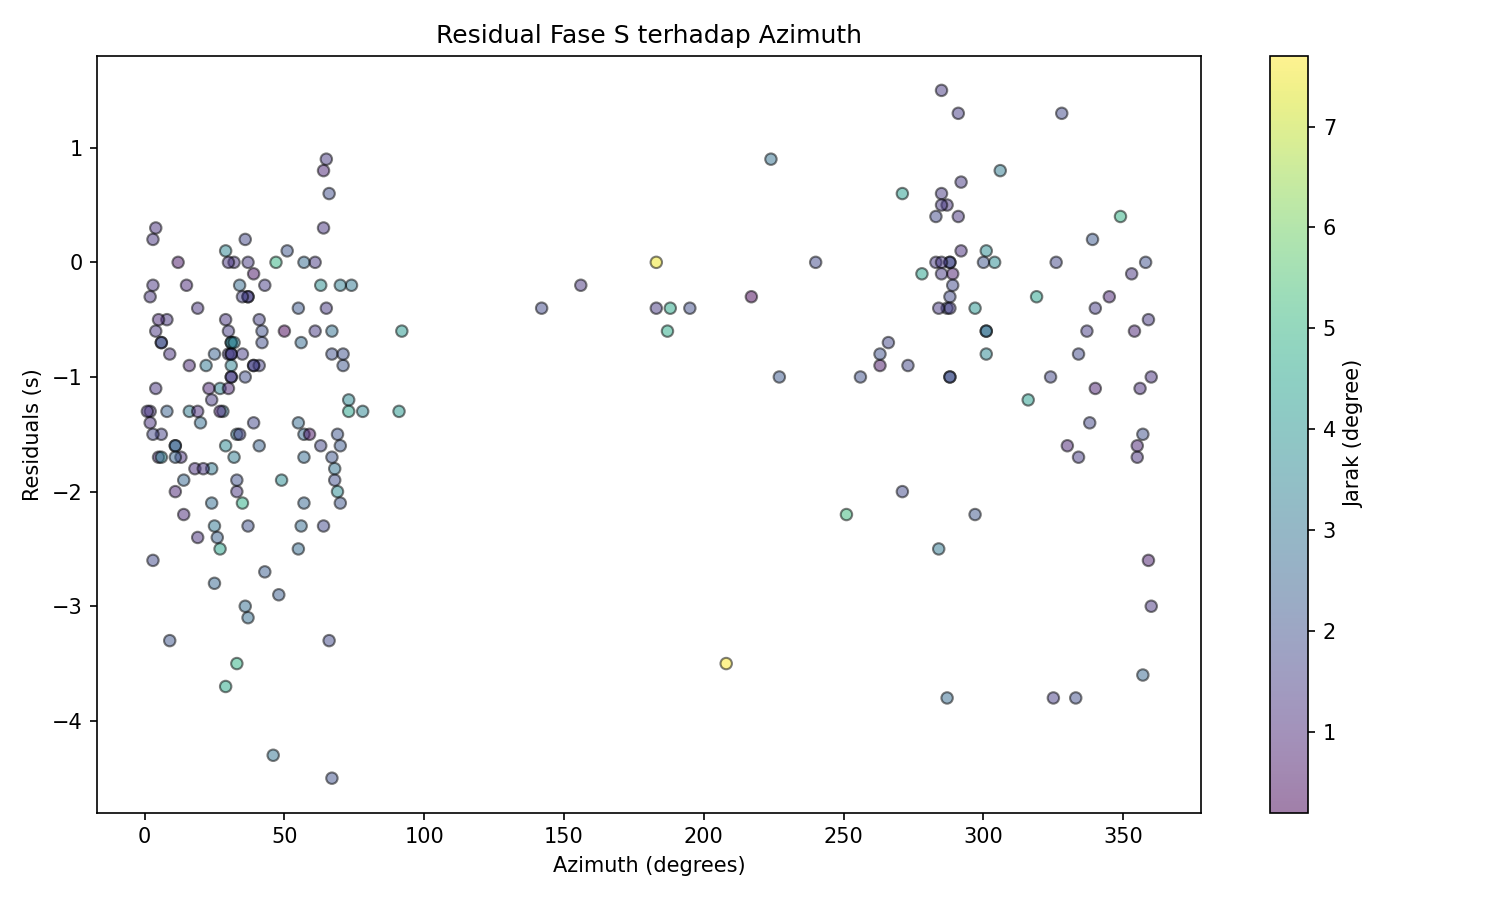 Residual Fase S terhadap Azimuth
Residuals (s)
1
0
−1
−2
−3
−4
0 50 100 150 200 250 300 350
Azimuth (degrees)
7
6
5
4
3
2
1
Jarak (degree)